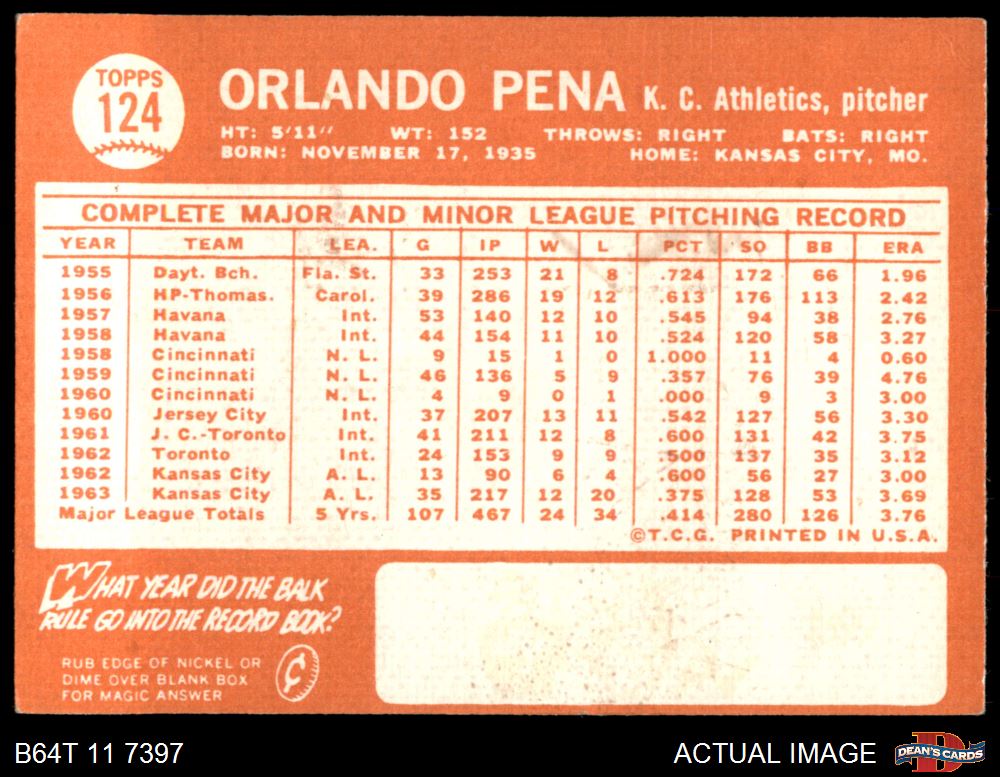 TOPPS
124
ORLANDO PENA K. C. Athletics, pitcher
HT: 5'11" WT: 152 THROWS: RIGHT BATS: RIGHT
BORN: NOVEMBER 17, 1935 HOME: KANSAS CITY, MO.
COMPLETE MAJOR AND MINOR LEAGUE PITCHING RECORD
YEAR TEAM LEA. G IP W L PCT SO BB ERA
1955 Dayt. Bch. Fla. St. 33 253 21 8 .724 172 66 1.96
1956 HP-Thomas. Carol. 39 286 19 12 .613 176 113 2.42
1957 Havana Int. 53 140 12 10 .545 94 38 2.76
1958 Havana Int. 44 154 11 10 .524 120 58 3.27
1958 Cincinnati N. L. 9 15 1 0 1.000 11 4 0.60
1959 Cincinnati N. L. 46 136 5 9 .357 76 39 4.76
1960 Cincinnati N. L. 4 9 0 1 .000 9 3 3.00
1960 Jersey City Int. 37 207 13 11 .542 127 56 3.30
1961 J. C.-Toronto Int. 41 211 12 8 .600 131 42 3.75
1962 Toronto Int. 24 153 9 9 .500 137 35 3.12
1962 Kansas City A. L. 13 90 6 4 .600 56 27 3.00
1963 Kansas City A. L. 35 217 12 20 .375 128 53 3.69
Major League Totals 5 Yrs. 107 467 24 34 .414 280 126 3.76
©T.C.G. PRINTED IN U.S.A.
WHAT YEAR DID THE BALK
RULE GO INTO THE RECORD BOOK?
RUB EDGE OF NICKEL OR
DIME OVER BLANK BOX
FOR MAGIC ANSWER
¢
B64T 11 7397 ACTUAL IMAGE DEAN'S CARDS